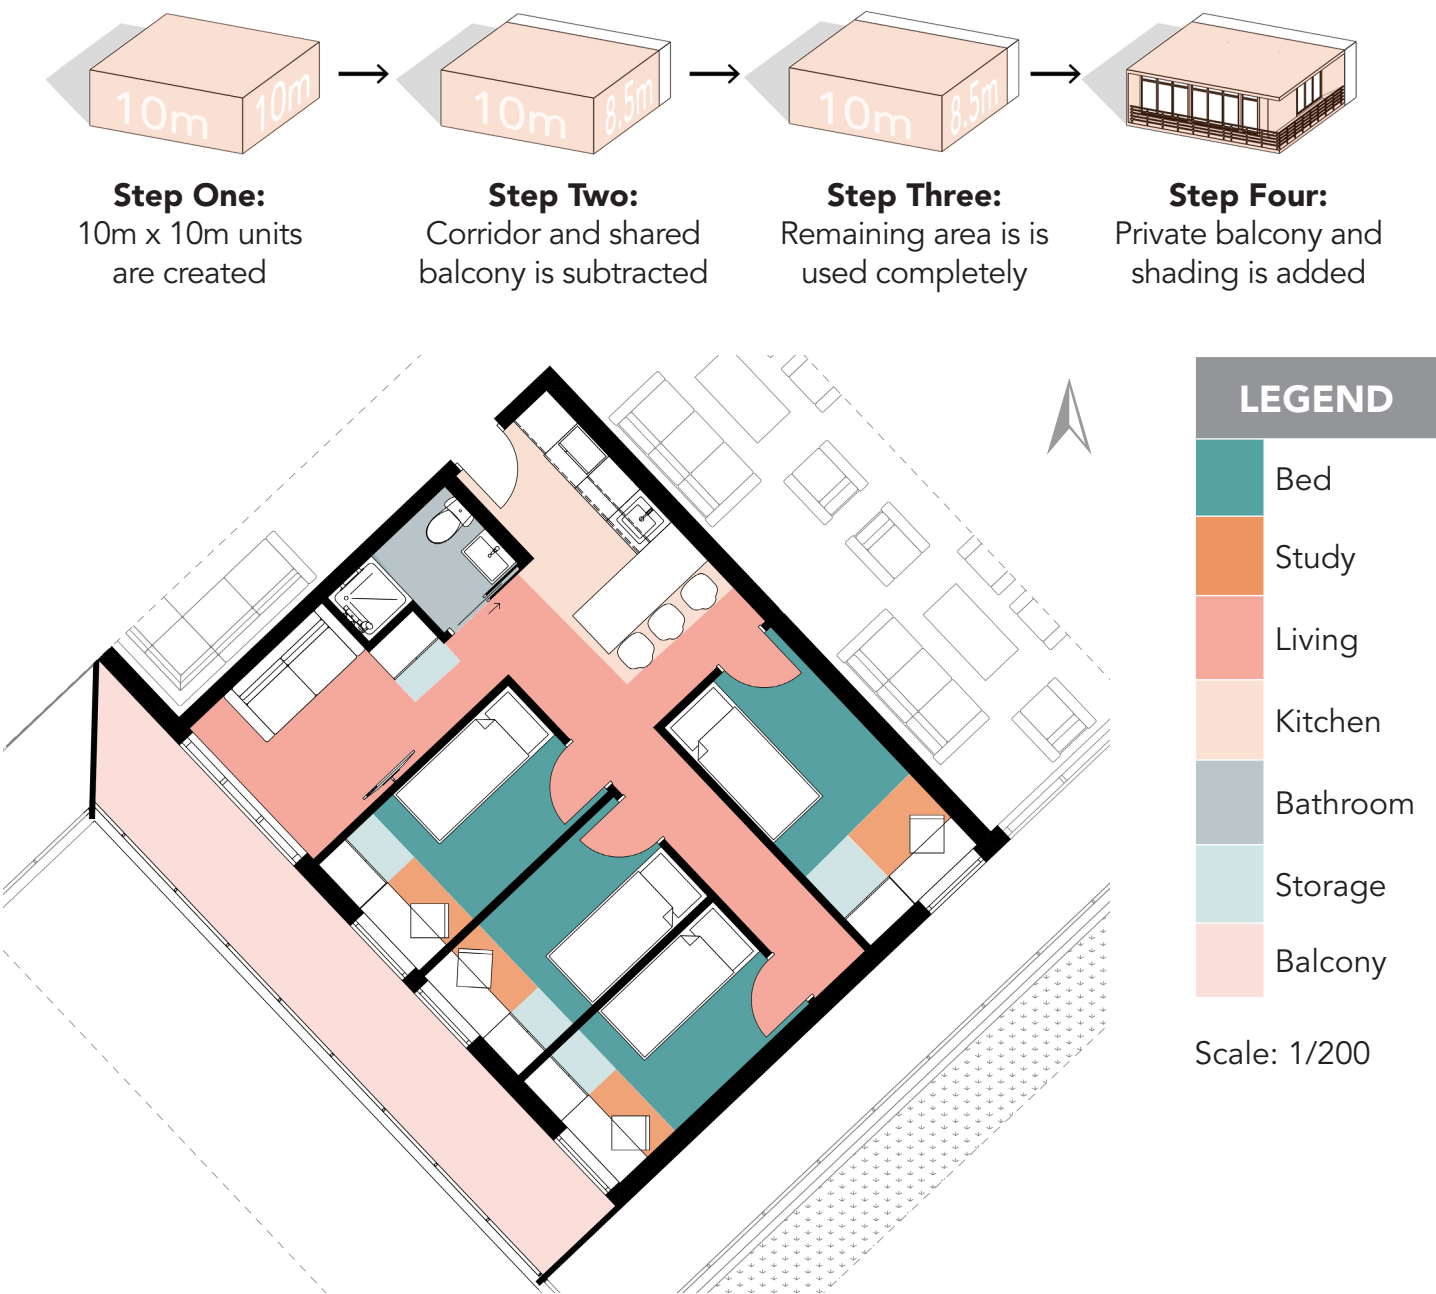 10m 10m
10m 8.5m
10m 8.5m
Step One:
10m x 10m units
are created
Step Two:
Corridor and shared
balcony is subtracted
Step Three:
Remaining area is is
used completely
Step Four:
Private balcony and
shading is added
LEGEND
Bed
Study
Living
Kitchen
Bathroom
Storage
Balcony
Scale: 1/200